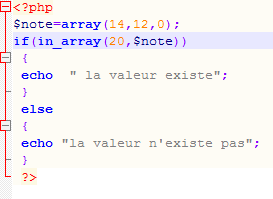 <?php
$note=array(14,12,0);
if(in_array(20,$note))
{
echo  " la valeur existe";
}
else
{
echo "la valeur n'existe pas";
}
?>